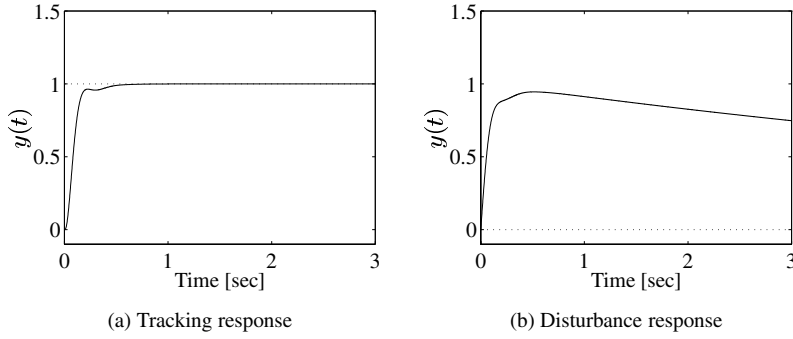 1.5
1
0.5
0
y(t)
0 1 2 3
Time [sec]
(a) Tracking response
1.5
1
0.5
0
y(t)
0 1 2 3
Time [sec]
(b) Disturbance response